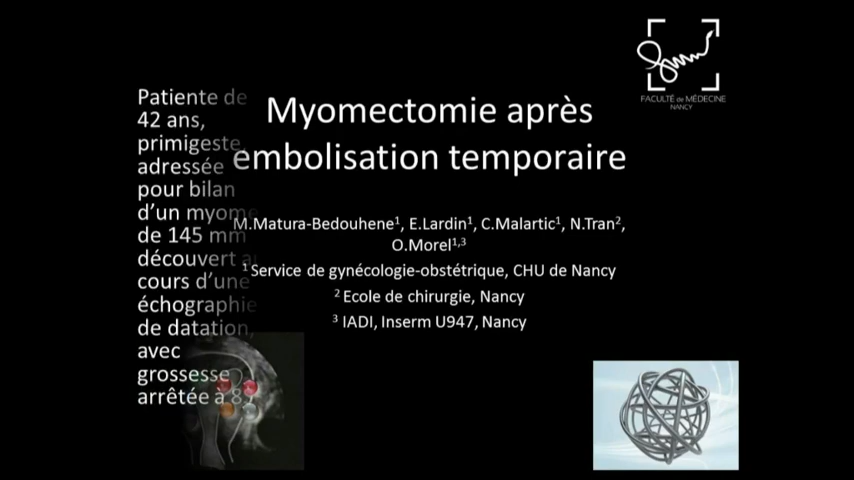 FACULTÉ de MÉDECINE
NANCY
Myomectomie après
embolisation temporaire
M.Matura-Bedouhene¹, E.Lardin¹, C.Malartic¹, N.Tran²,
O.Morel¹,³
¹ Service de gynécologie-obstétrique, CHU de Nancy
² Ecole de chirurgie, Nancy
³ IADI, Inserm U947, Nancy
Patiente de
42 ans,
primigeste,
adressée
pour bilan
d’un myome
de 145 mm
découvert au
cours d’une
échographie
de datation,
avec
grossesse
arrêtée à 8